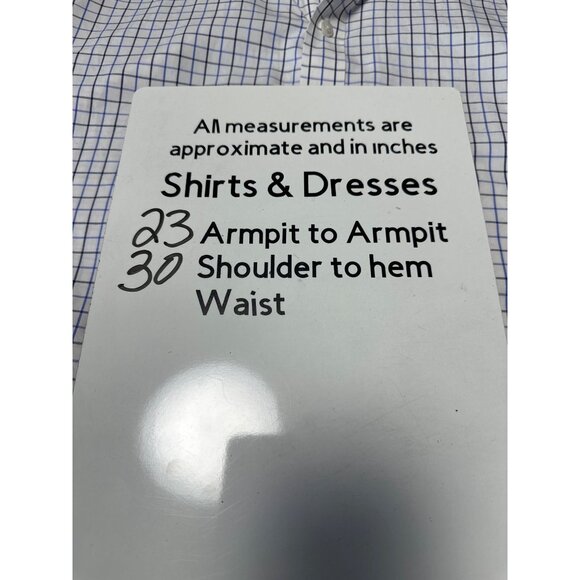 All measurements are
approximate and in inches
Shirts & Dresses
23 Armpit to Armpit
30 Shoulder to hem
Waist